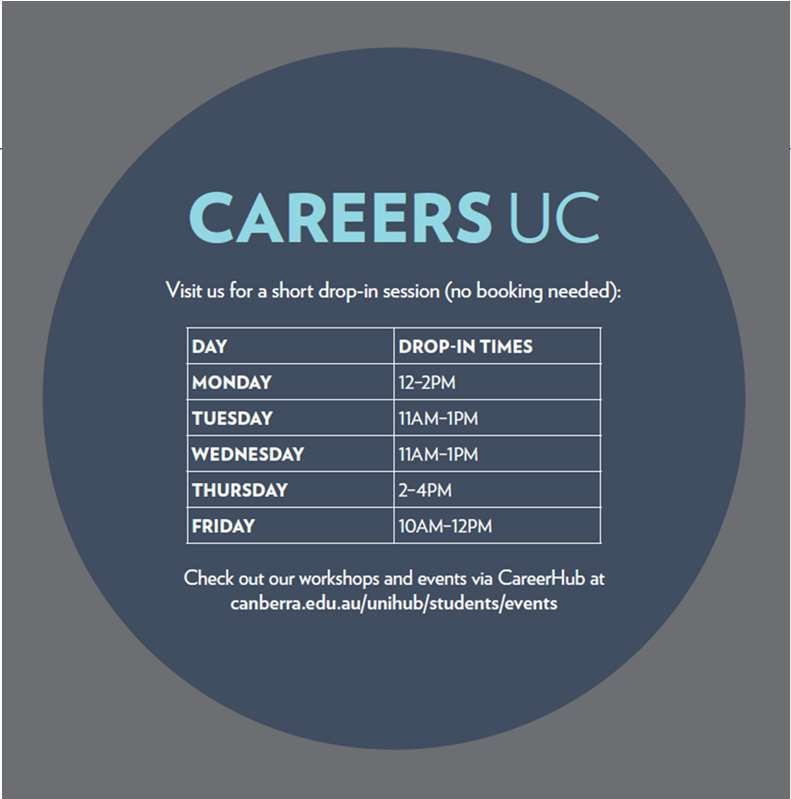 CAREERS UC
Visit us for a short drop-in session (no booking needed):
DAY DROP-IN TIMES
MONDAY 12–2PM
TUESDAY 11AM–1PM
WEDNESDAY 11AM–1PM
THURSDAY 2–4PM
FRIDAY 10AM–12PM
Check out our workshops and events via CareerHub at
canberra.edu.au/unihub/students/events